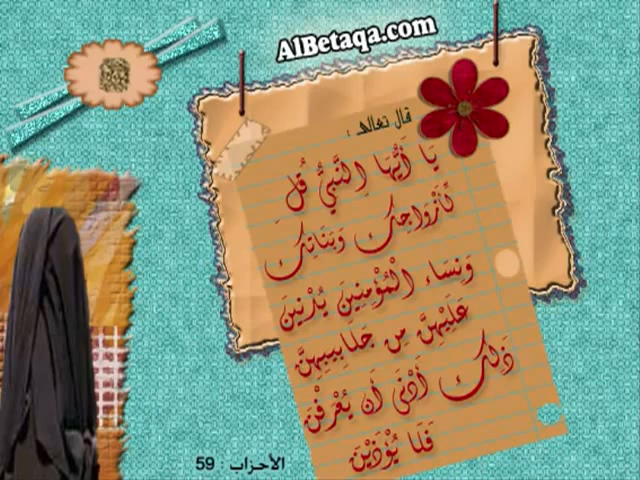 AlBetaqa.com
قال تعالى :
يَا أَيُّهَا النَّبِيُّ قُلِ
لِّأَزْوَاجِكَ وَبَنَاتِكَ
وَنِسَاء الْمُؤْمِنِينَ يُدْنِينَ
عَلَيْهِنَّ مِن جَلَابِيبِهِنَّ
ذَلِكَ أَدْنَى أَن يُعْرَفْنَ
فَلَا يُؤْذَيْنَ
الأحزاب : 59